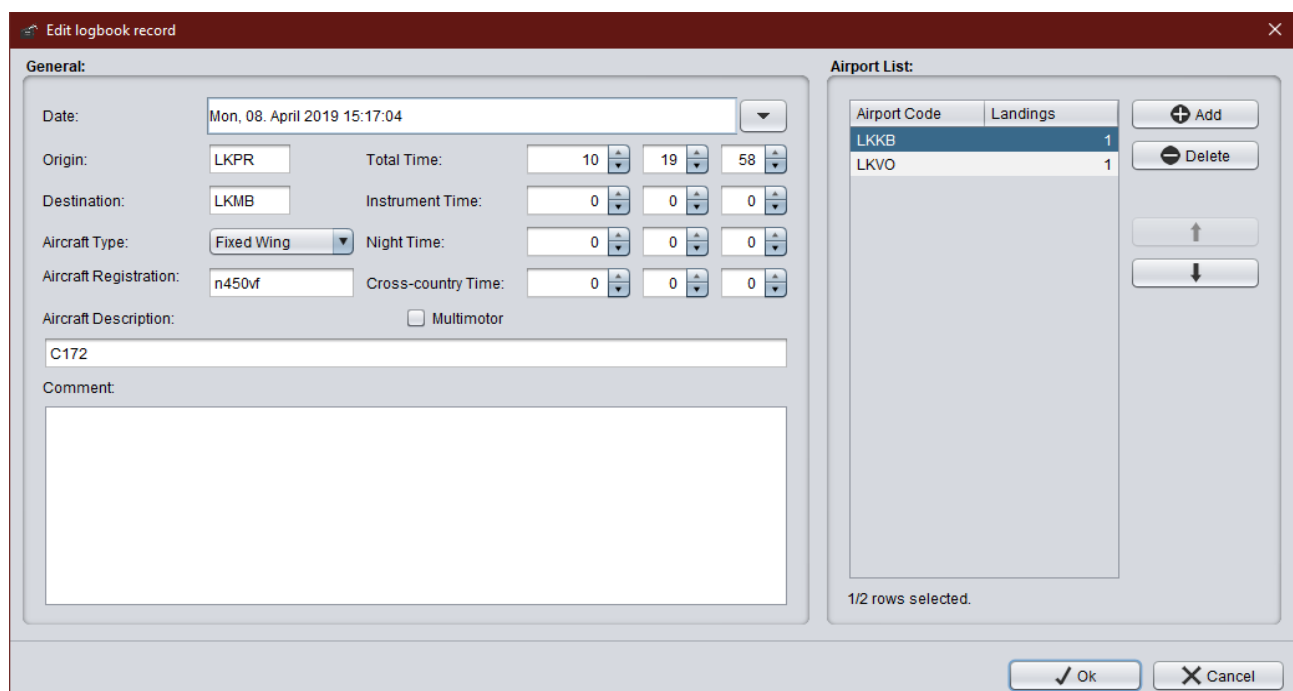 Edit logbook record
General:
Date: Mon, 08. April 2019 15:17:04
Origin: LKPR Total Time: 10 19 58
Destination: LKMB Instrument Time: 0 0 0
Aircraft Type: Fixed Wing Night Time: 0 0 0
Aircraft Registration: n450vf Cross-country Time: 0 0 0
Aircraft Description: Multimotor
C172
Comment:
Airport List:
Airport Code Landings
LKKB 1
LKVO 1
Add
Delete
1/2 rows selected.
Ok Cancel